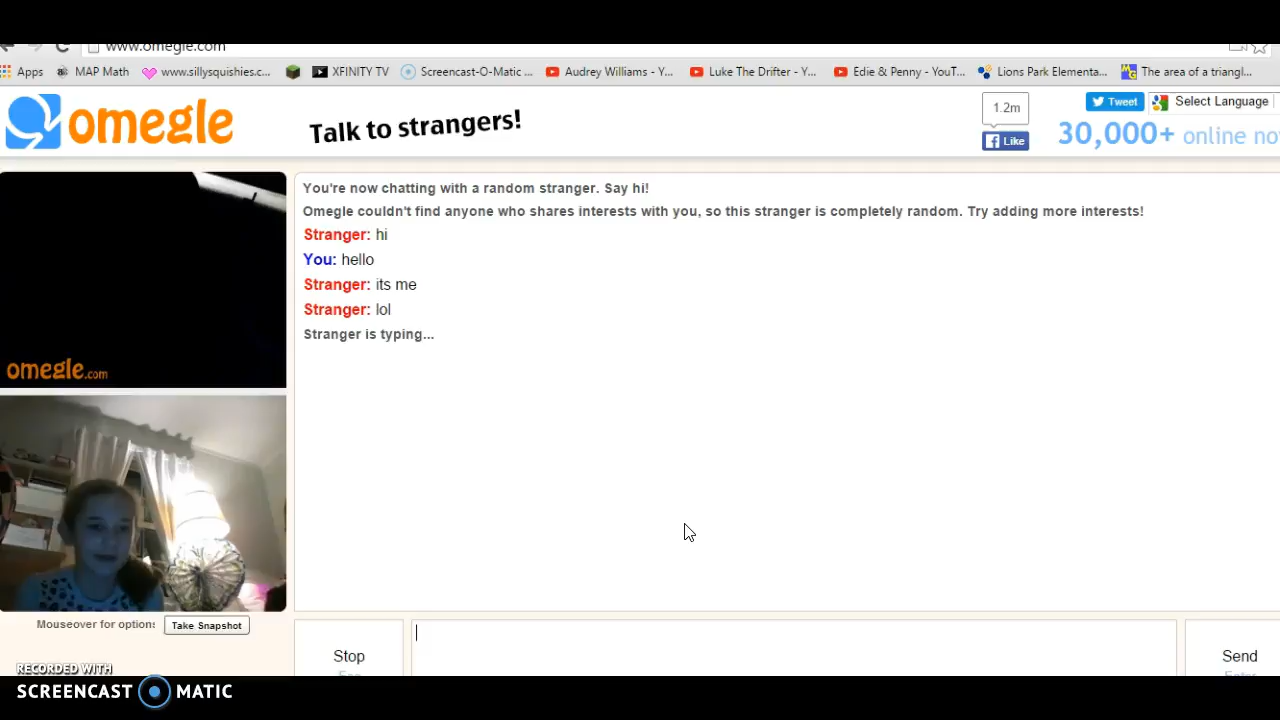 www.omegle.com
Apps MAP Math www.sillysquishies.c... XFINITY TV Screencast-O-Matic ... Audrey Williams - Y... Luke The Drifter - Y... Edie & Penny - YouT... Lions Park Elementa... The area of a triangl...
omegle Talk to strangers! 1.2m Like Tweet Select Language 30,000+ online no
You're now chatting with a random stranger. Say hi!
Omegle couldn't find anyone who shares interests with you, so this stranger is completely random. Try adding more interests!
Stranger: hi
You: hello
Stranger: its me
Stranger: lol
Stranger is typing...
omegle.com
Mouseover for options Take Snapshot
Stop
Send
RECORDED WITH
SCREENCAST MATIC